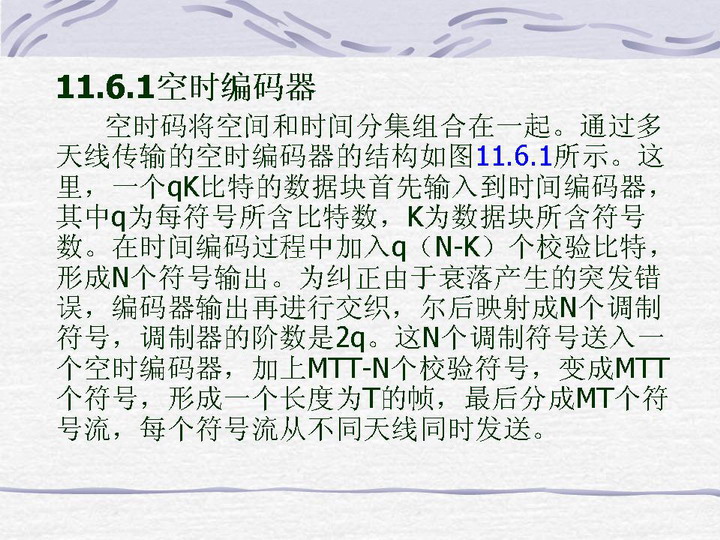 11.6.1空时编码器
空时码将空间和时间分集组合在一起。通过多
天线传输的空时编码器的结构如图11.6.1所示。这
里，一个qK比特的数据块首先输入到时间编码器，
其中q为每符号所含比特数，K为数据块所含符号
数。在时间编码过程中加入q（N-K）个校验比特，
形成N个符号输出。为纠正由于衰落产生的突发错
误，编码器输出再进行交织，尔后映射成N个调制
符号，调制器的阶数是2q。这N个调制符号送入一
个空时编码器，加上MTT-N个校验符号，变成MTT
个符号，形成一个长度为T的帧，最后分成MT个符
号流，每个符号流从不同天线同时发送。